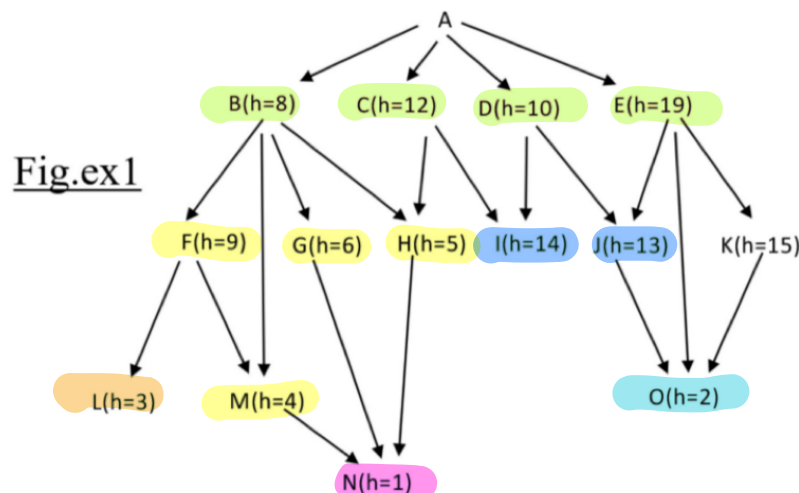 A
B(h=8) C(h=12) D(h=10) E(h=19)
Fig.ex1
F(h=9) G(h=6) H(h=5) I(h=14) J(h=13) K(h=15)
L(h=3) M(h=4) O(h=2)
N(h=1)